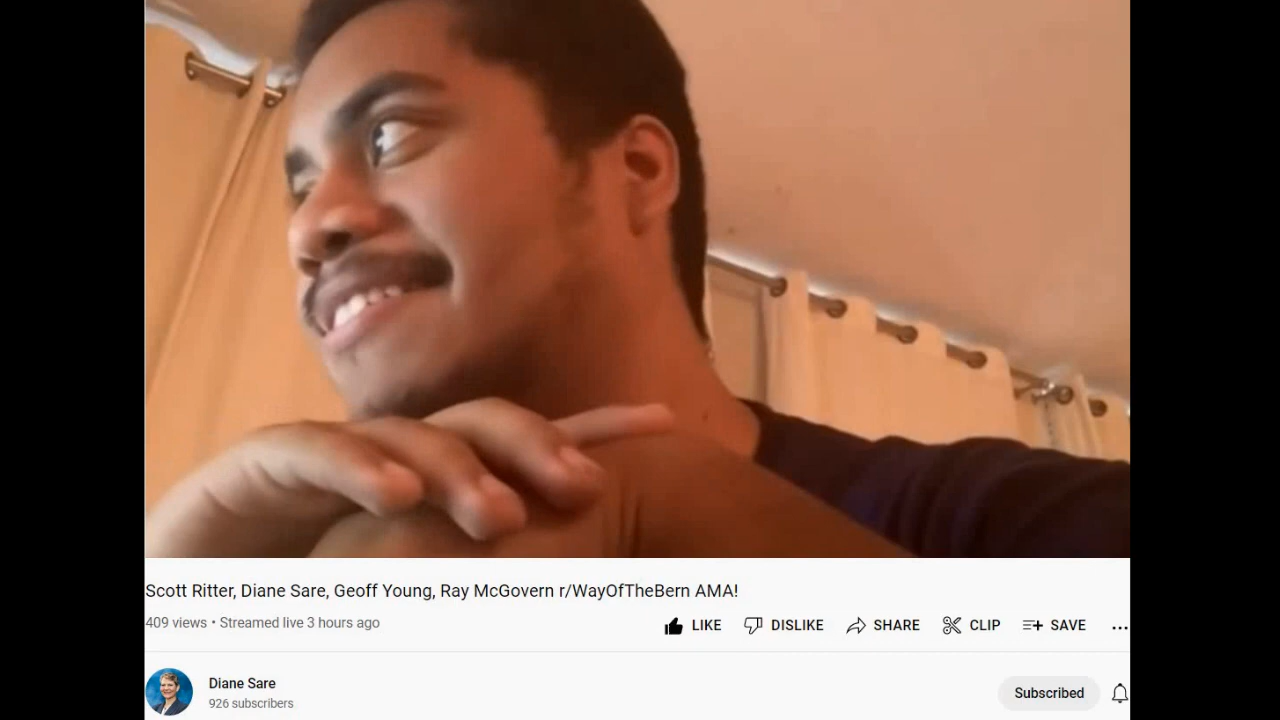 Scott Ritter, Diane Sare, Geoff Young, Ray McGovern r/WayOfTheBern AMA!
409 views • Streamed live 3 hours ago
LIKE DISLIKE SHARE CLIP SAVE ...
Diane Sare
926 subscribers
Subscribed